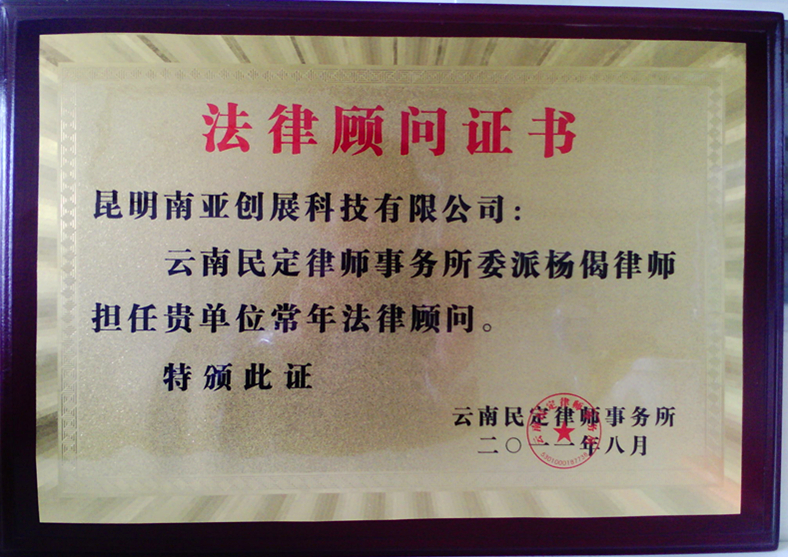 法律顾问证书
昆明南亚创展科技有限公司：
云南民定律师事务所委派杨偈律师
担任贵单位常年法律顾问。
特颁此证
云南民定律师事务所
二〇一一年八月